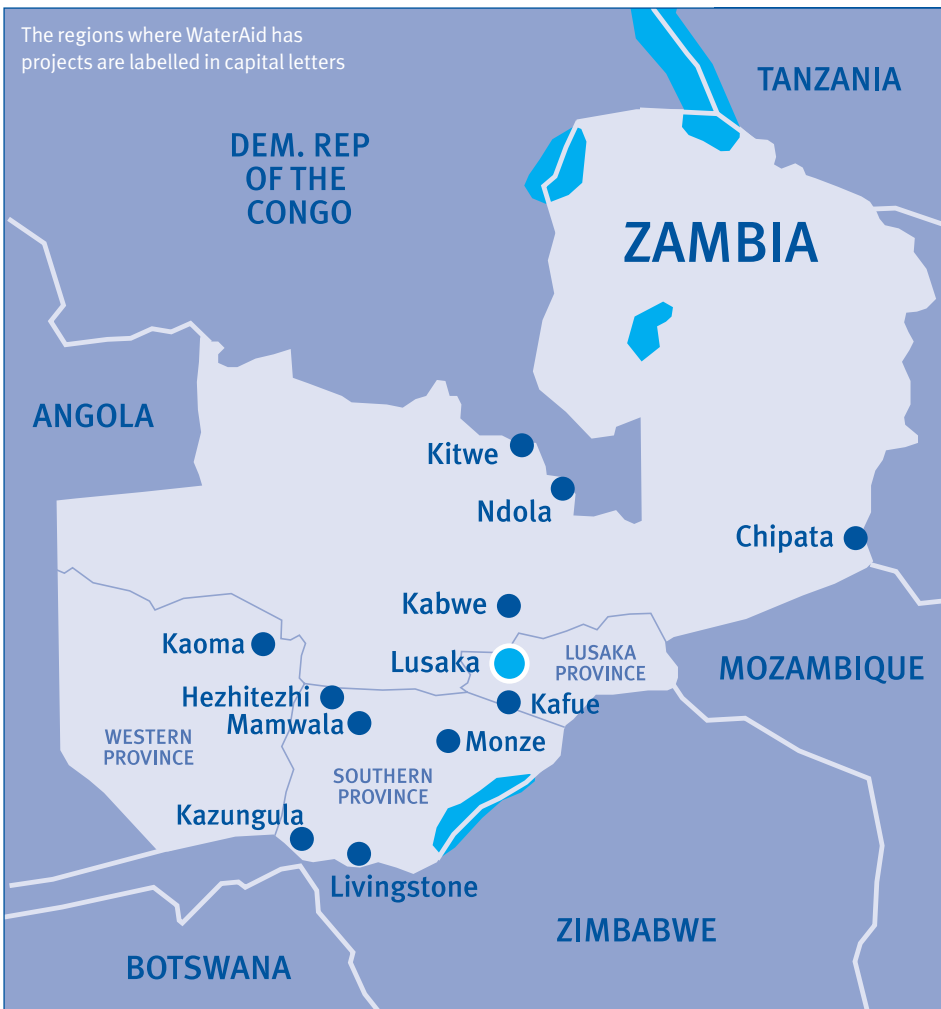 The regions where WaterAid has
projects are labelled in capital letters
TANZANIA
DEM. REP
OF THE
CONGO
ZAMBIA
ANGOLA
Kitwe
Ndola
Chipata
Kabwe
Kaoma
Lusaka
LUSAKA
PROVINCE
MOZAMBIQUE
Hezhitezhi
Kafue
Mamwala
WESTERN
PROVINCE
Monze
SOUTHERN
PROVINCE
Kazungula
Livingstone
ZIMBABWE
BOTSWANA